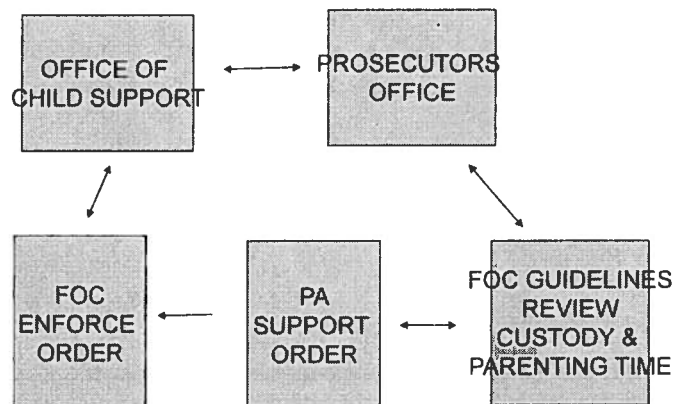 OFFICE OF
CHILD SUPPORT
PROSECUTORS
OFFICE
FOC
ENFORCE
ORDER
PA
SUPPORT
ORDER
FOC GUIDELINES
REVIEW
CUSTODY &
PARENTING TIME